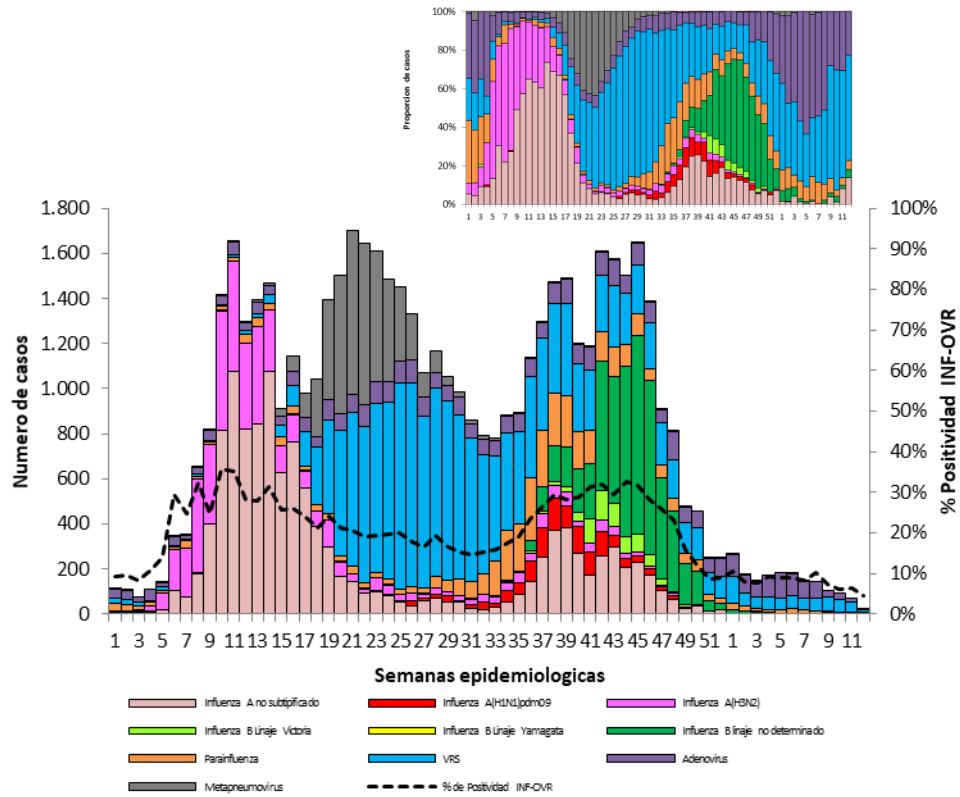 100%
80%
60%
40%
20%
0%
Proporcion de casos
1 3 5 7 9 11 13 15 17 19 21 23 25 27 29 31 33 35 37 39 41 43 45 47 49 51 1 3 5 7 9 11
1.800
1.600
1.400
1.200
1.000
800
600
400
200
0
Numero de casos
100%
90%
80%
70%
60%
50%
40%
30%
20%
10%
0%
% Positividad INF-OVR
1 3 5 7 9 11 13 15 17 19 21 23 25 27 29 31 33 35 37 39 41 43 45 47 49 51 1 3 5 7 9 11
Semanas epidemiologicas
Influenza A no subtipificado Influenza A(H1N1)pdm09 Influenza A(H3N2)
Influenza B Linaje Victoria Influenza B Linaje Yamagata Influenza B linaje no determinado
Parainfluenza VRS Adenovirus
Metapneumovirus % de Positividad INF-OVR